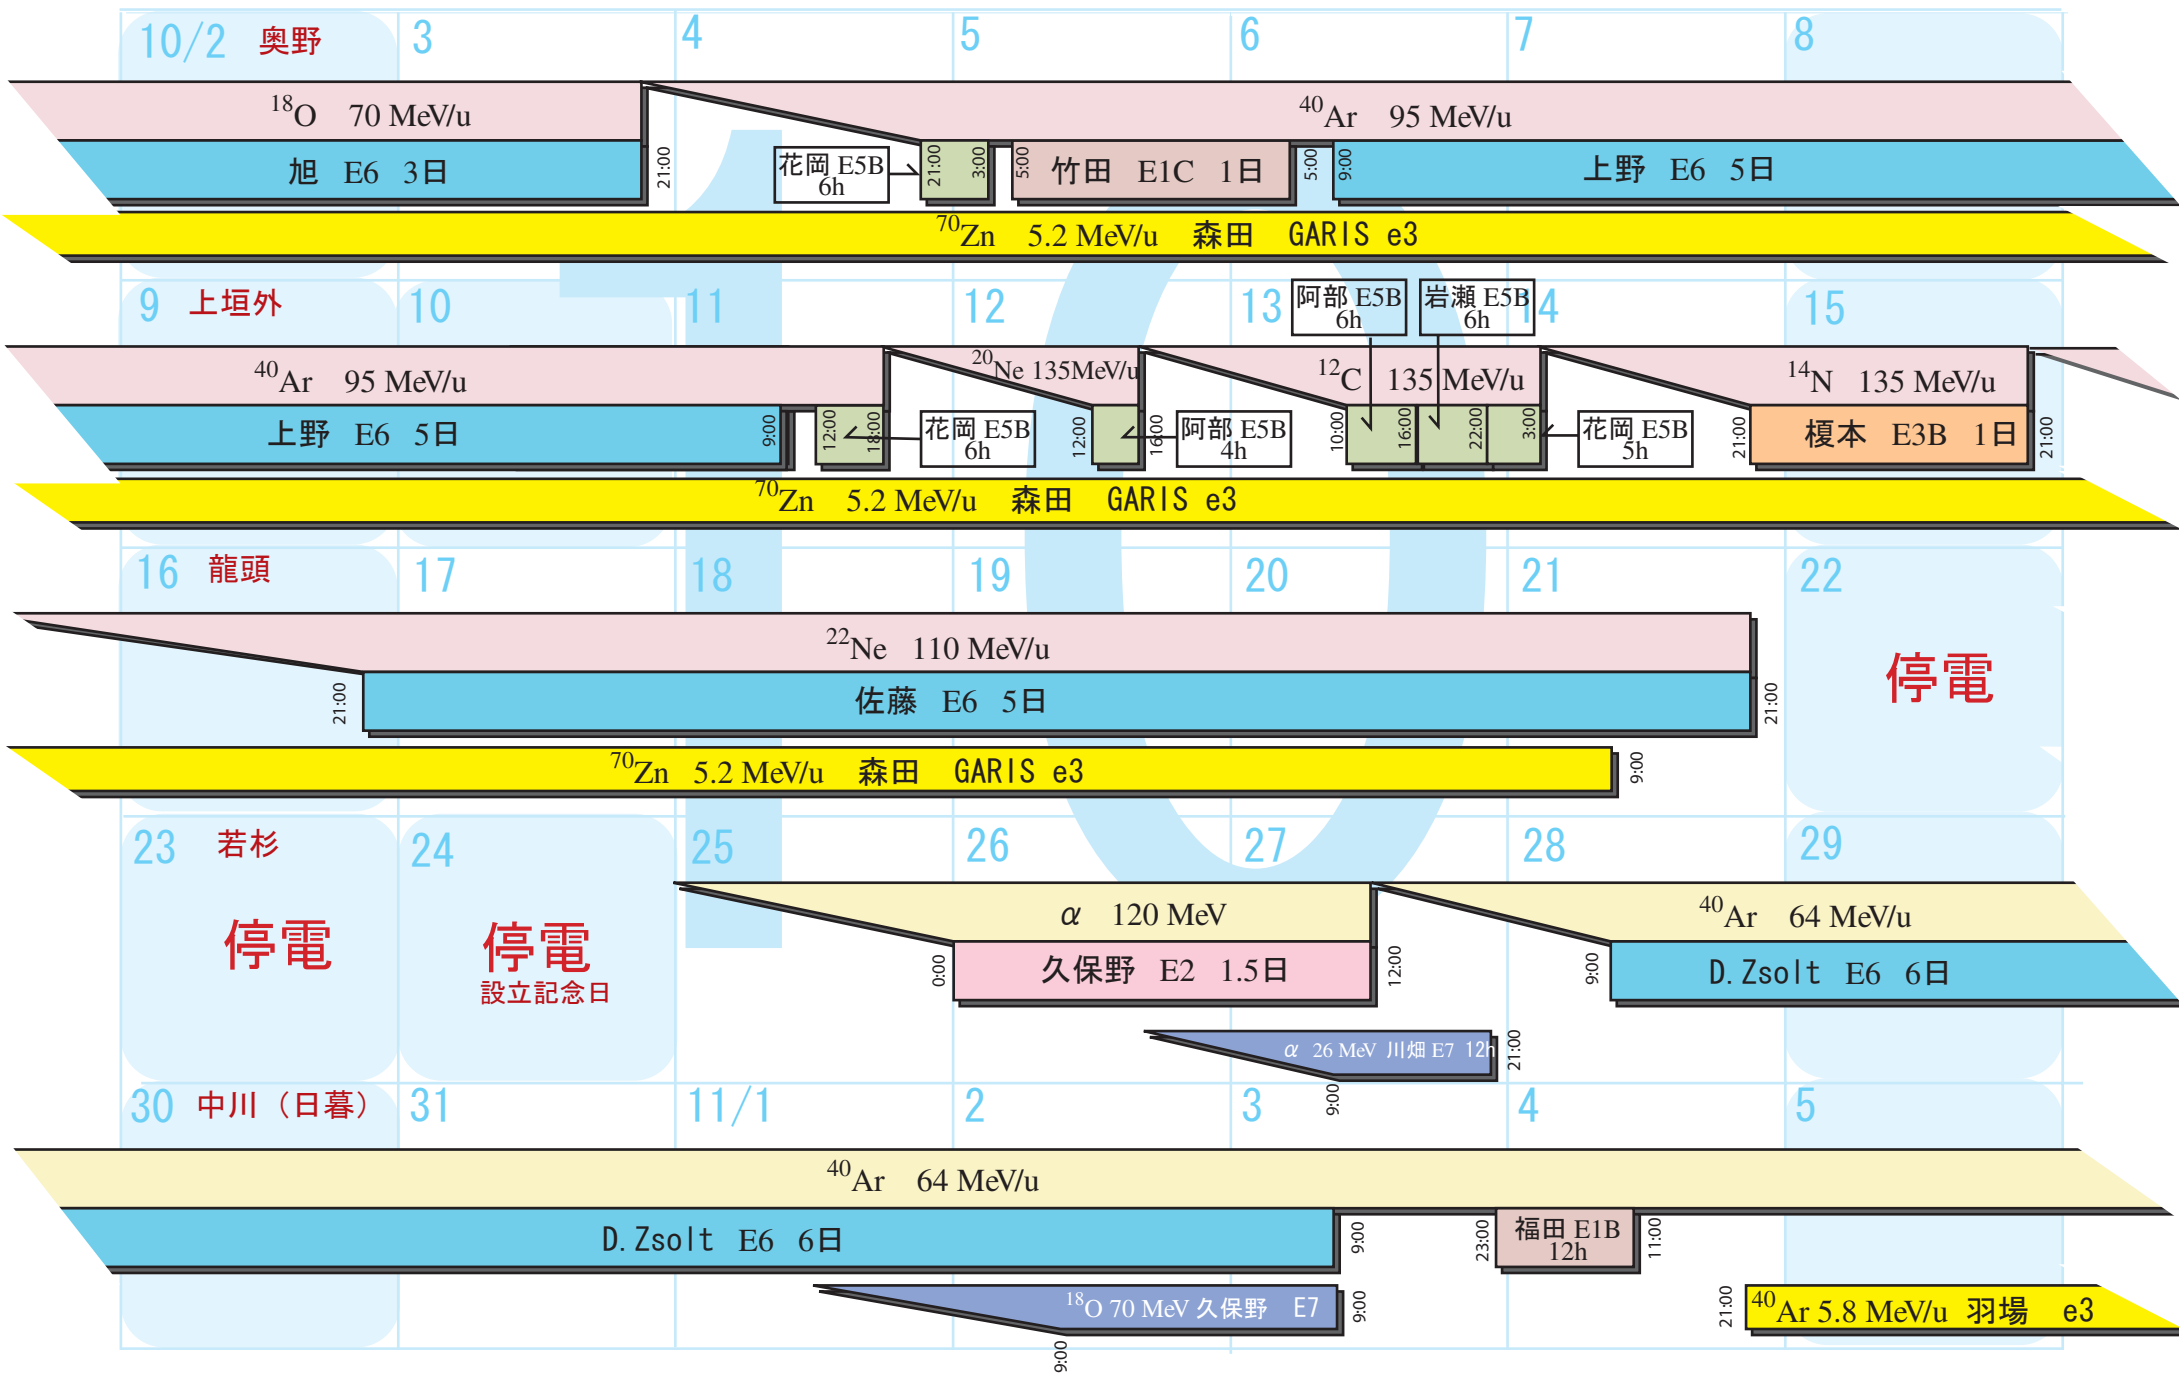 10/2 奥野 3 4 5 6 7 8
18O 70 MeV/u
40Ar 95 MeV/u
旭 E6 3日
21:00
花岡 E5B
6h
21:00
3:00
5:00
竹田 E1C 1日
5:00
9:00
上野 E6 5日
70Zn 5.2 MeV/u 森田 GARIS e3
9 上垣外 10 11 12 13 14 15
阿部 E5B
6h
岩瀬 E5B
6h
40Ar 95 MeV/u
20Ne 135MeV/u
12C 135 MeV/u
14N 135 MeV/u
上野 E6 5日
9:00
12:00
18:00
花岡 E5B
6h
12:00
16:00
阿部 E5B
4h
10:00
16:00
22:00
3:00
花岡 E5B
5h
21:00
榎本 E3B 1日
21:00
70Zn 5.2 MeV/u 森田 GARIS e3
16 龍頭 17 18 19 20 21 22
22Ne 110 MeV/u
停電
21:00
佐藤 E6 5日
21:00
70Zn 5.2 MeV/u 森田 GARIS e3
9:00
23 若杉 24 25 26 27 28 29
停電
停電
設立記念日
α 120 MeV
40Ar 64 MeV/u
0:00
久保野 E2 1.5日
12:00
9:00
D.Zsolt E6 6日
α 26 MeV 川畑 E7 12h
21:00
9:00
30 中川（日暮） 31 11/1 2 3 4 5
40Ar 64 MeV/u
D.Zsolt E6 6日
9:00
23:00
福田 E1B
12h
11:00
18O 70 MeV 久保野 E7
9:00
9:00
21:00
40Ar 5.8 MeV/u 羽場 e3
10